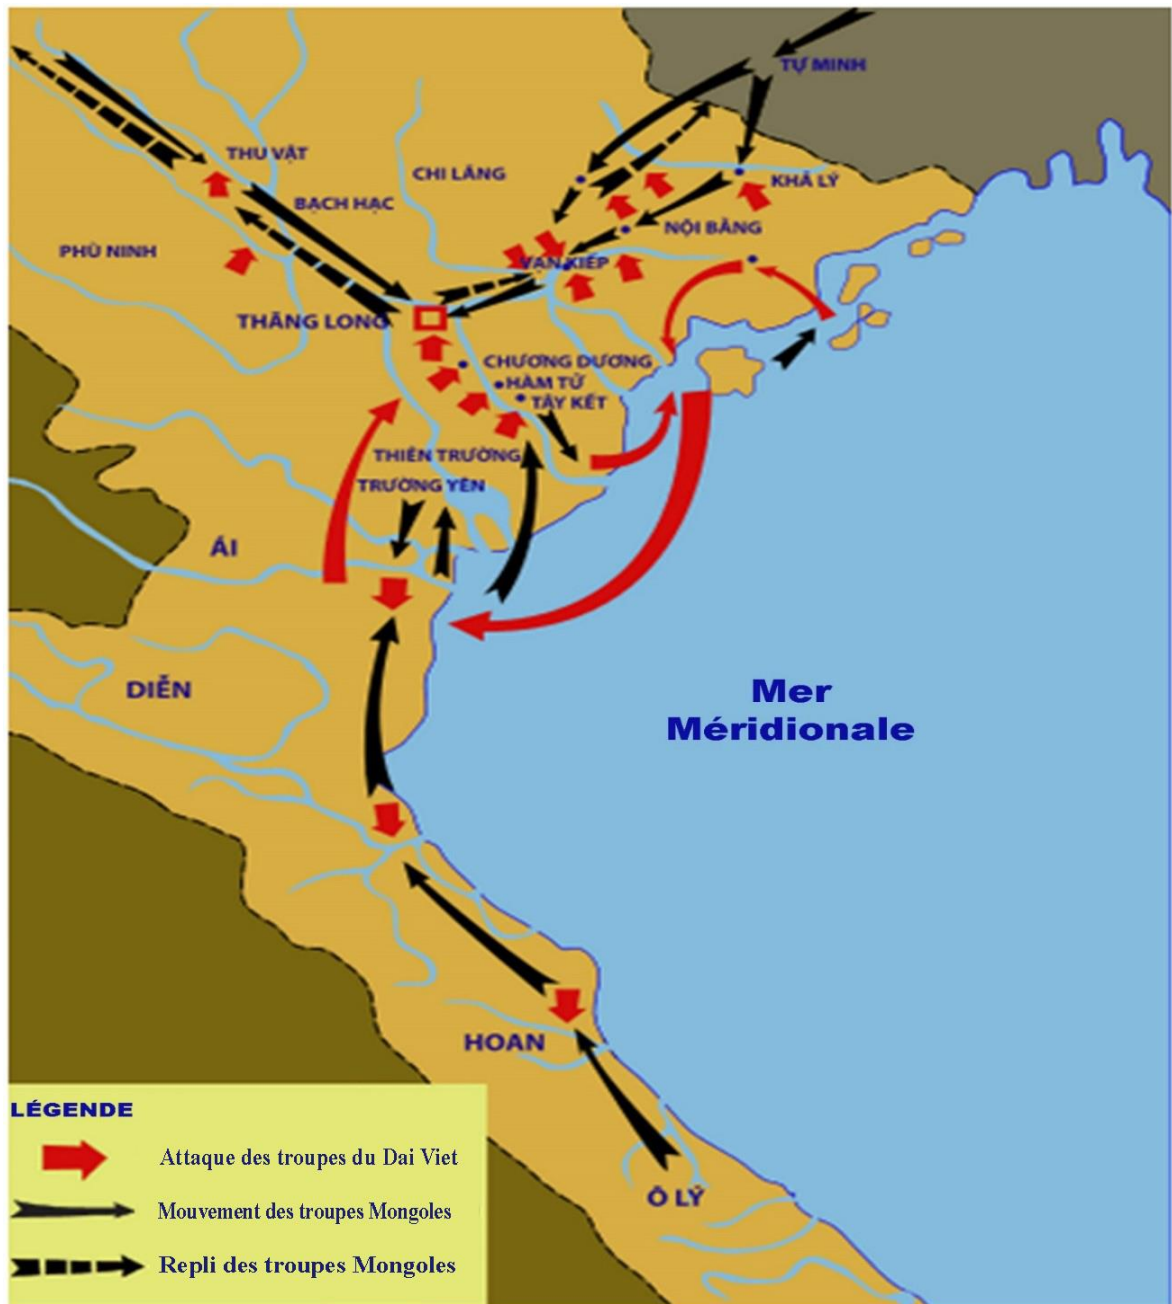 TỰ MINH
THU VẬT
CHI LĂNG
KHẢ LÝ
BẠCH HẠC
NỘI BÀNG
PHÙ NINH
VẠN KIẾP
THĂNG LONG
CHƯƠNG DƯƠNG
HÀM TỬ
TÂY KẾT
THIÊN TRƯỜNG
TRƯỜNG YÊN
ÁI
DIỄN
Mer
Méridionale
HOAN
Ô LÝ
LÉGENDE
Attaque des troupes du Dai Viet
Mouvement des troupes Mongoles
Repli des troupes Mongoles